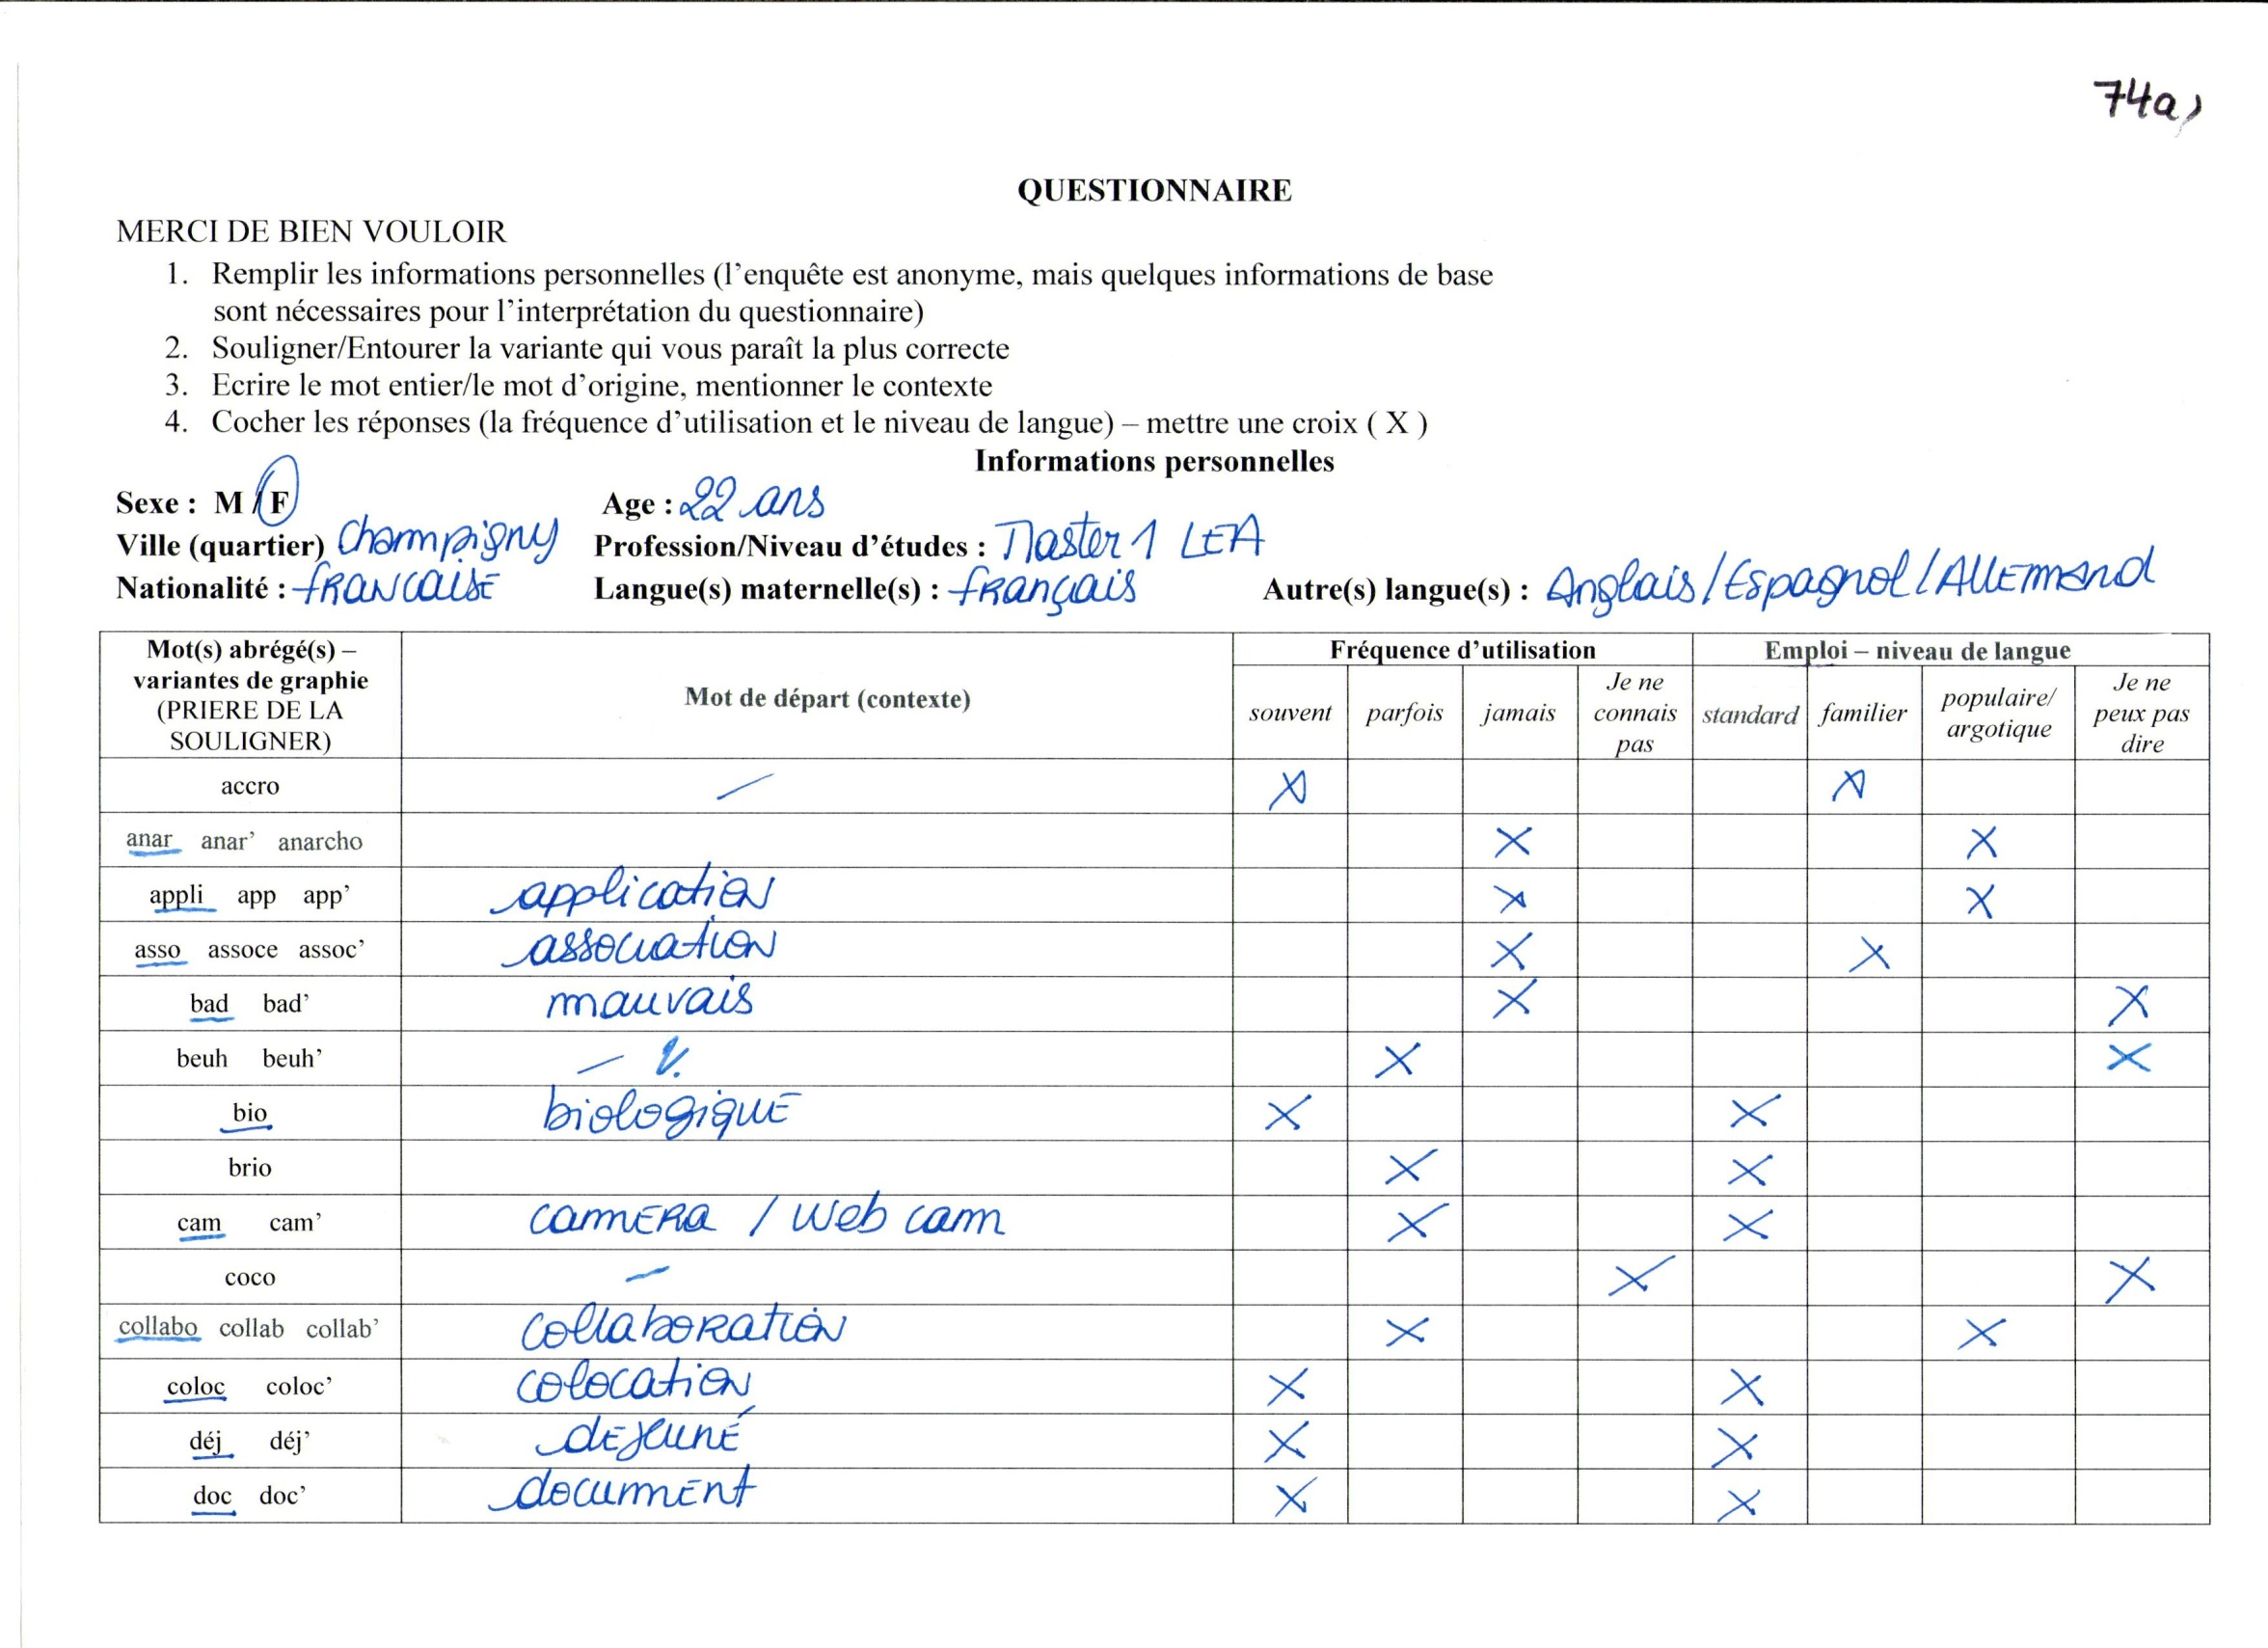 74a)
QUESTIONNAIRE
MERCI DE BIEN VOULOIR
1. Remplir les informations personnelles (l'enquête est anonyme, mais quelques informations de base
sont nécessaires pour l'interprétation du questionnaire)
2. Souligner/Entourer la variante qui vous paraît la plus correcte
3. Ecrire le mot entier/le mot d'origine, mentionner le contexte
4. Cocher les réponses (la fréquence d'utilisation et le niveau de langue) – mettre une croix ( X )
Informations personnelles
Sexe : M / F Age : 22 ans
Ville (quartier) Champigny Profession/Niveau d'études : Master 1 LEA
Nationalité : francaise Langue(s) maternelle(s) : français Autre(s) langue(s) : Anglais/Espagnol/Allemand
Mot(s) abrégé(s) –
variantes de graphie
(PRIERE DE LA
SOULIGNER)
Mot de départ (contexte)
Fréquence d'utilisation
Emploi – niveau de langue
souvent
parfois
jamais
Je ne
connais
pas
standard
familier
populaire/
argotique
Je ne
peux pas
dire
accro — X X
anar anar' anarcho X X
appli app app' application X X
asso assoce assoc' association X X
bad bad' mauvais X X
beuh beuh' — X X
bio biologique X X
brio X X
cam cam' camera / web cam X X
coco — X X
collabo collab collab' collaboration X X
coloc coloc' colocation X X
déj déj' dejeuné X X
doc doc' document X X